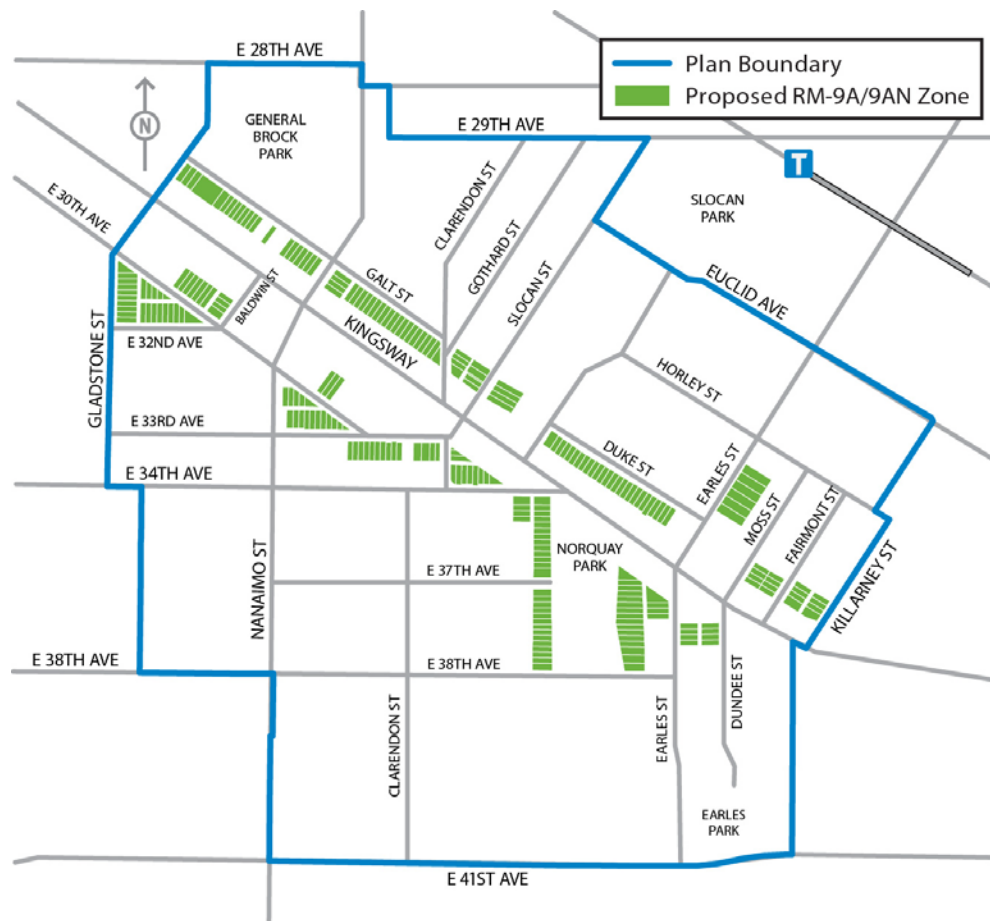 E 28TH AVE
Plan Boundary
Proposed RM-9A/9AN Zone
N
GENERAL
BROCK
PARK
E 29TH AVE
T
E 30TH AVE
CLARENDON ST
GOTHARD ST
SLOCAN ST
SLOCAN
PARK
EUCLID AVE
BALDWIN ST
GALT ST
KINGSWAY
GLADSTONE ST
E 32ND AVE
HORLEY ST
E 33RD AVE
DUKE ST
EARLES ST
MOSS ST
FAIRMONT ST
E 34TH AVE
NANAIMO ST
NORQUAY
PARK
E 37TH AVE
KILLARNEY ST
E 38TH AVE
E 38TH AVE
CLARENDON ST
EARLES ST
DUNDEE ST
EARLES
PARK
E 41ST AVE